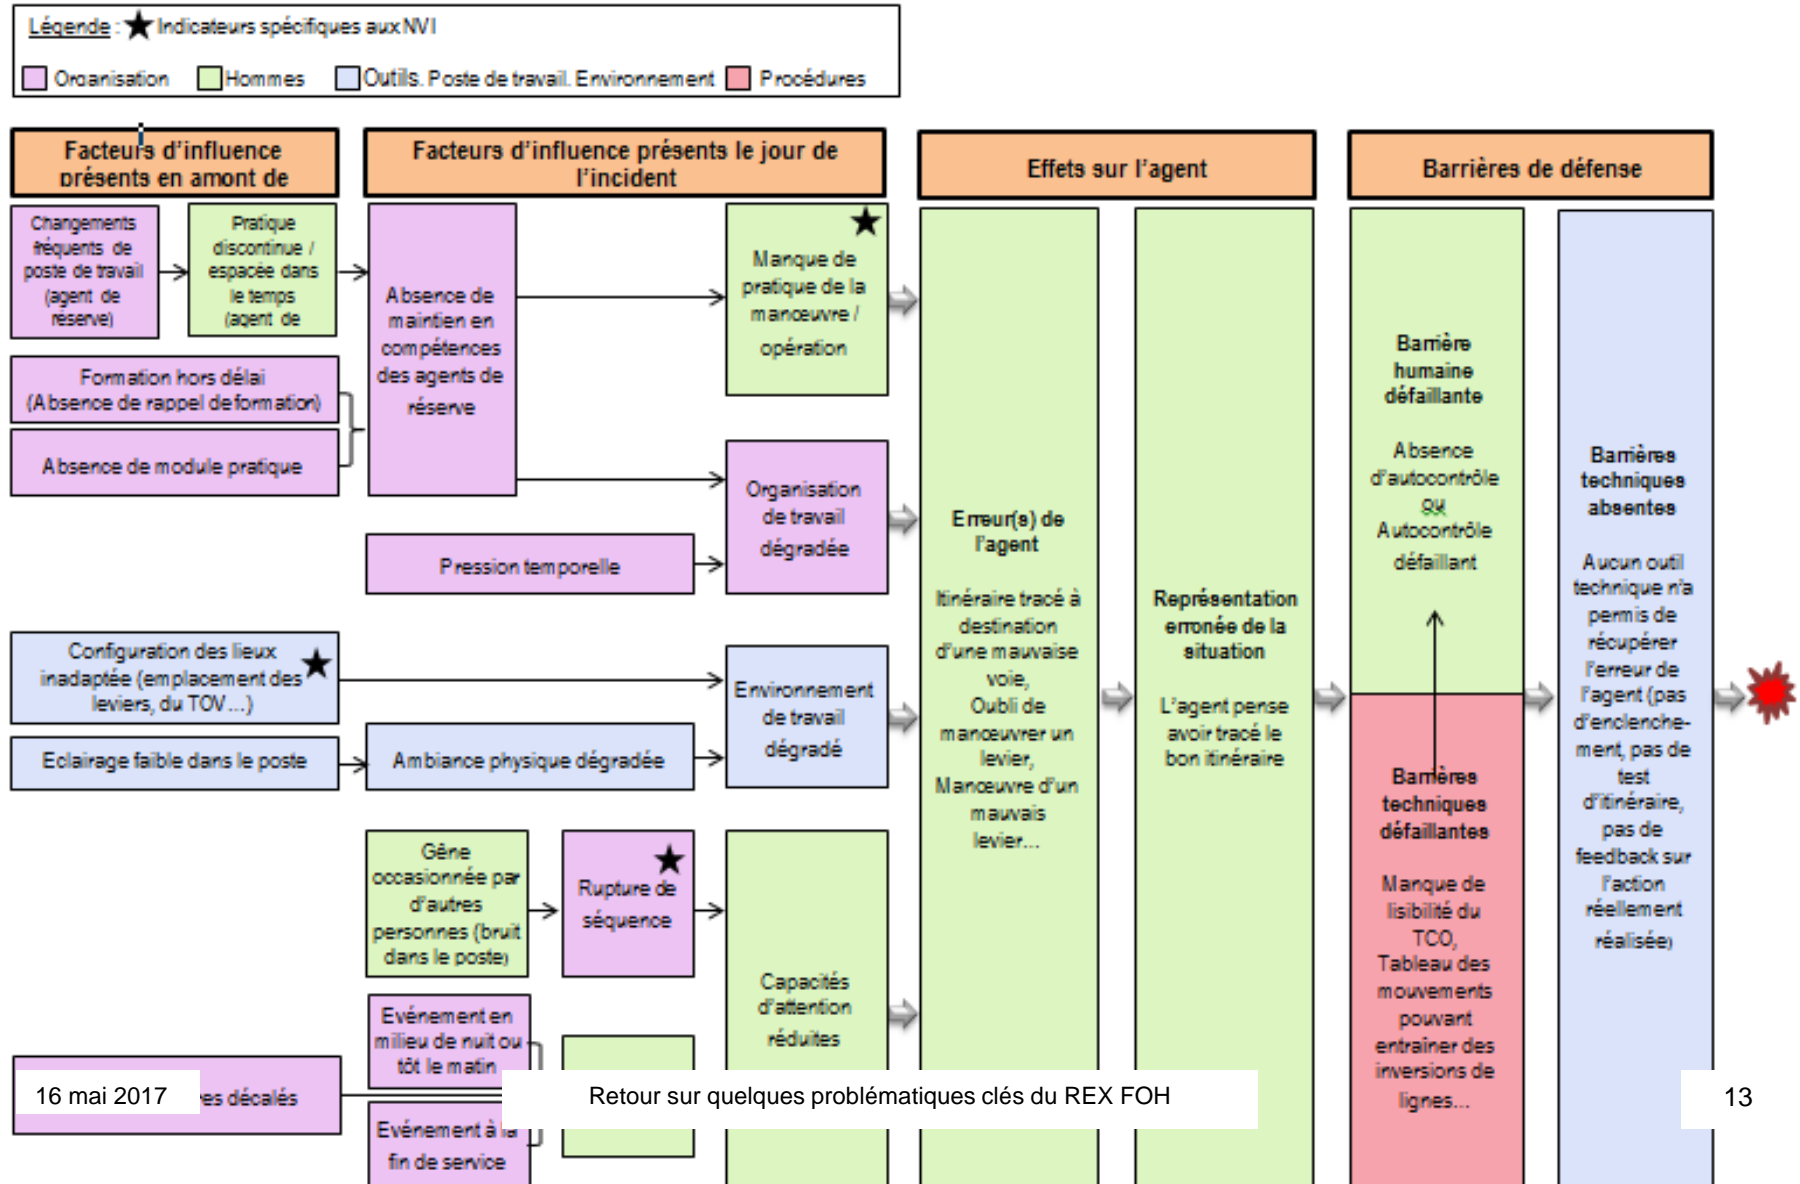 Légende : ★ Indicateurs spécifiques aux NVI
Organisation Hommes Outils. Poste de travail. Environnement Procédures
Facteurs d'influence
présents en amont de
Facteurs d'influence présents le jour de
l'incident
Effets sur l'agent
Barrières de défense
Changements
fréquents de
poste de travail
(agent de
réserve)
Pratique
discontinue /
espacée dans
le temps
(agent de
Formation hors délai
(Absence de rappel de formation)
Absence de module pratique
Absence de
maintien en
compétences
des agents de
réserve
Manque de
pratique de la
manœuvre /
opération
Pression temporelle
Organisation
de travail
dégradée
Configuration des lieux
inadaptée (emplacement des
leviers, du TOV...)
Eclairage faible dans le poste
Ambiance physique dégradée
Environnement
de travail
dégradé
Gêne
occasionnée par
d'autres
personnes (bruit
dans le poste)
Rupture de
séquence
Evénement en
milieu de nuit ou
tôt le matin
es décalés
Evénement à la
fin de service
Capacités
d'attention
réduites
Erreur(s) de
l'agent
Itinéraire tracé à
destination
d'une mauvaise
voie,
Oubli de
manœuvrer un
levier,
Manœuvre d'un
mauvais
levier...
Représentation
erronée de la
situation
L'agent pense
avoir tracé le
bon itinéraire
Barrière
humaine
défaillante
Absence
d'autocontrôle
ou
Autocontrôle
défaillant
Barrières
techniques
défaillantes
Manque de
lisibilité du
TCO,
Tableau des
mouvements
pouvant
entraîner des
inversions de
lignes...
Barrières
techniques
absentes
Aucun outil
technique n'a
permis de
récupérer
l'erreur de
l'agent (pas
d'enclenche-
ment, pas de
test
d'itinéraire,
pas de
feedback sur
l'action
réellement
réalisée)
16 mai 2017
Retour sur quelques problématiques clés du REX FOH
13